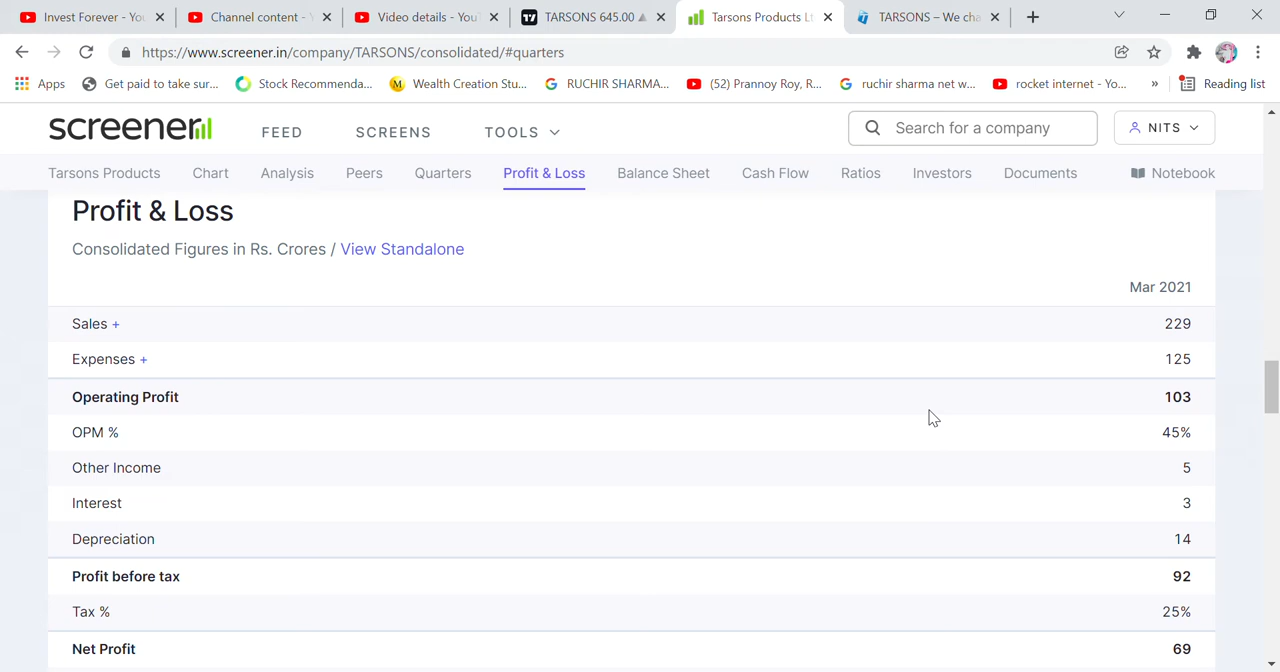 Invest Forever - You
Channel content - Y
Video details - YouT
TARSONS 645.00 ▲
Tarsons Products Lt
TARSONS – We cha
https://www.screener.in/company/TARSONS/consolidated/#quarters
Apps
Get paid to take sur...
Stock Recommenda...
Wealth Creation Stu...
RUCHIR SHARMA...
(52) Prannoy Roy, R...
ruchir sharma net w...
rocket internet - Yo...
»
Reading list
screener
FEED
SCREENS
TOOLS
Search for a company
NITS
Tarsons Products
Chart
Analysis
Peers
Quarters
Profit & Loss
Balance Sheet
Cash Flow
Ratios
Investors
Documents
Notebook
Profit & Loss
Consolidated Figures in Rs. Crores / View Standalone
Mar 2021
Sales + 229
Expenses + 125
Operating Profit 103
OPM % 45%
Other Income 5
Interest 3
Depreciation 14
Profit before tax 92
Tax % 25%
Net Profit 69